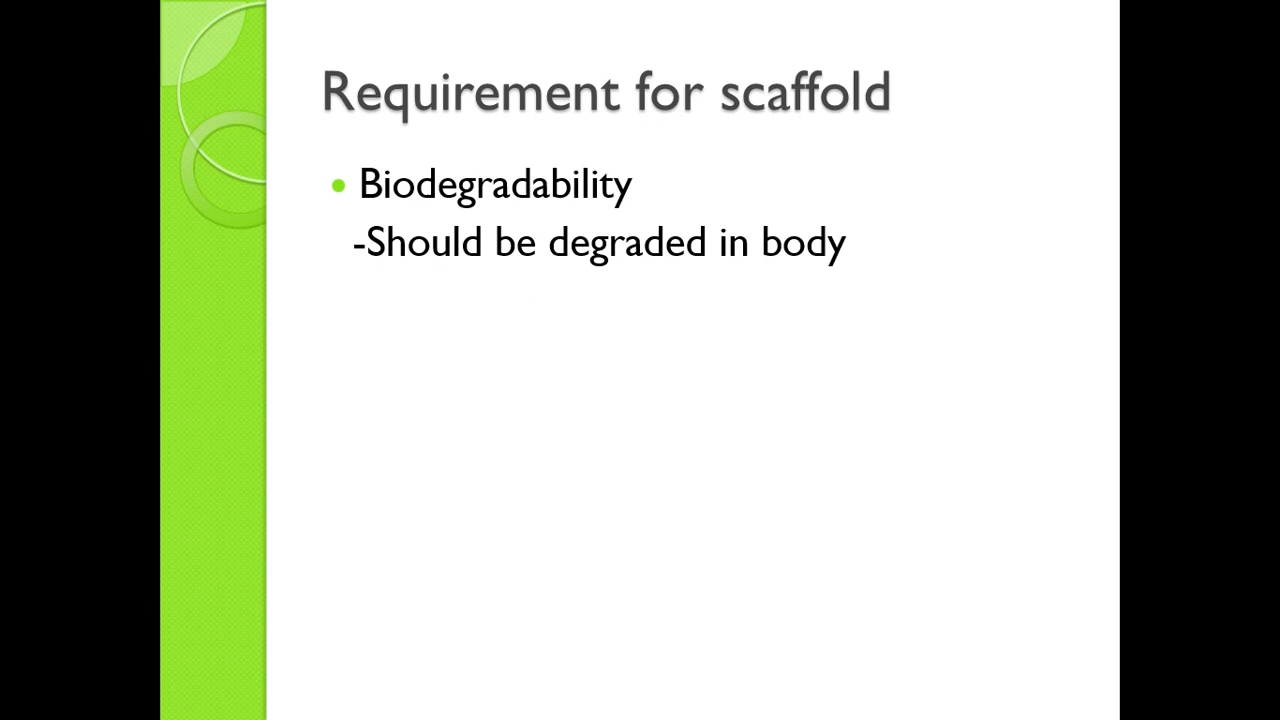 Requirement for scaffold
• Biodegradability
-Should be degraded in body